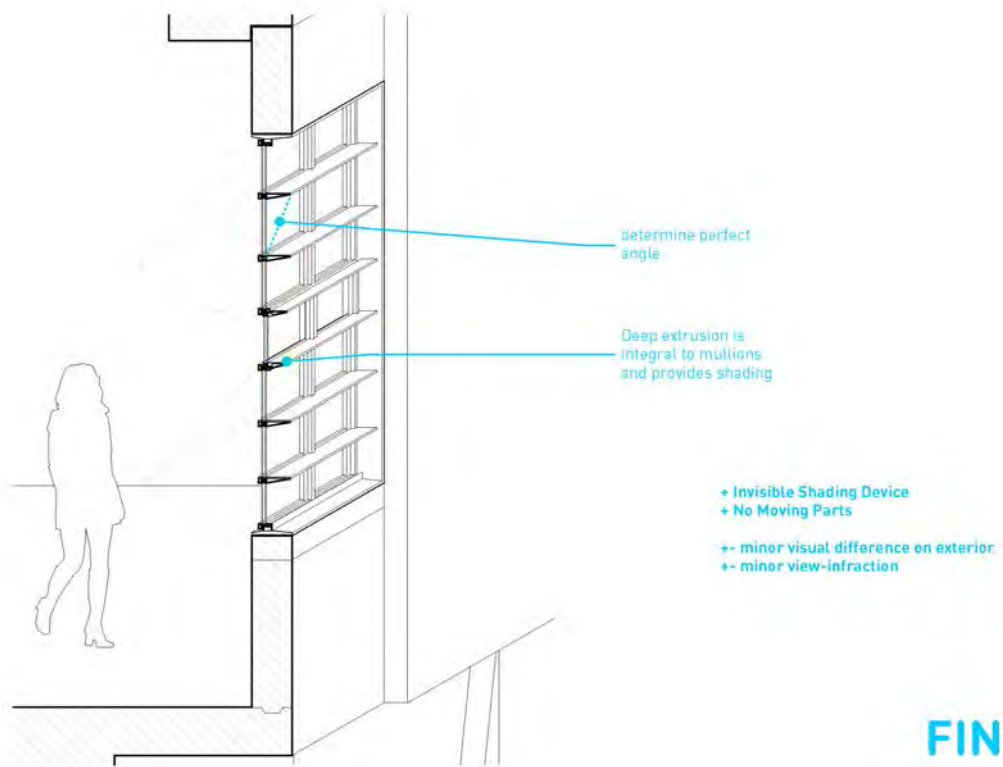 determine perfect
angle
Deep extrusion is
integral to mullions
and provides shading
+ Invisible Shading Device
+ No Moving Parts
+- minor visual difference on exterior
+- minor view-infraction
FIN